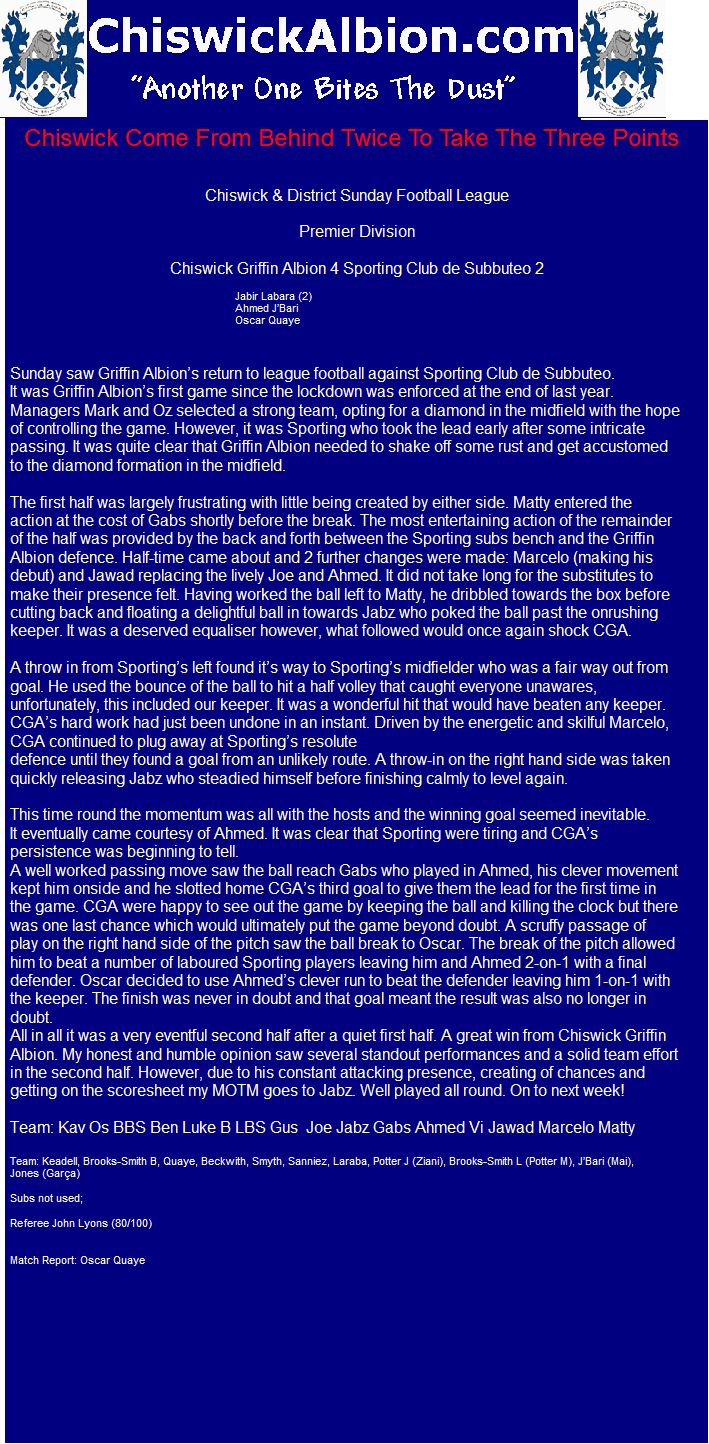 ChiswickAlbion.com
“Another One Bites The Dust”
Chiswick Come From Behind Twice To Take The Three Points
Chiswick & District Sunday Football League
Premier Division
Chiswick Griffin Albion 4 Sporting Club de Subbuteo 2
Jabir Labara (2)
Ahmed J'Bari
Oscar Quaye
Sunday saw Griffin Albion’s return to league football against Sporting Club de Subbuteo.
It was Griffin Albion’s first game since the lockdown was enforced at the end of last year.
Managers Mark and Oz selected a strong team, opting for a diamond in the midfield with the hope
of controlling the game. However, it was Sporting who took the lead early after some intricate
passing. It was quite clear that Griffin Albion needed to shake off some rust and get accustomed
to the diamond formation in the midfield.
The first half was largely frustrating with little being created by either side. Matty entered the
action at the cost of Gabs shortly before the break. The most entertaining action of the remainder
of the half was provided by the back and forth between the Sporting subs bench and the Griffin
Albion defence. Half-time came about and 2 further changes were made: Marcelo (making his
debut) and Jawad replacing the lively Joe and Ahmed. It did not take long for the substitutes to
make their presence felt. Having worked the ball left to Matty, he dribbled towards the box before
cutting back and floating a delightful ball in towards Jabz who poked the ball past the onrushing
keeper. It was a deserved equaliser however, what followed would once again shock CGA.
A throw in from Sporting’s left found it’s way to Sporting’s midfielder who was a fair way out from
goal. He used the bounce of the ball to hit a half volley that caught everyone unawares,
unfortunately, this included our keeper. It was a wonderful hit that would have beaten any keeper.
CGA’s hard work had just been undone in an instant. Driven by the energetic and skilful Marcelo,
CGA continued to plug away at Sporting’s resolute
defence until they found a goal from an unlikely route. A throw-in on the right hand side was taken
quickly releasing Jabz who steadied himself before finishing calmly to level again.
This time round the momentum was all with the hosts and the winning goal seemed inevitable.
It eventually came courtesy of Ahmed. It was clear that Sporting were tiring and CGA’s
persistence was beginning to tell.
A well worked passing move saw the ball reach Gabs who played in Ahmed, his clever movement
kept him onside and he slotted home CGA’s third goal to give them the lead for the first time in
the game. CGA were happy to see out the game by keeping the ball and killing the clock but there
was one last chance which would ultimately put the game beyond doubt. A scruffy passage of
play on the right hand side of the pitch saw the ball break to Oscar. The break of the pitch allowed
him to beat a number of laboured Sporting players leaving him and Ahmed 2-on-1 with a final
defender. Oscar decided to use Ahmed’s clever run to beat the defender leaving him 1-on-1 with
the keeper. The finish was never in doubt and that goal meant the result was also no longer in
doubt.
All in all it was a very eventful second half after a quiet first half. A great win from Chiswick Griffin
Albion. My honest and humble opinion saw several standout performances and a solid team effort
in the second half. However, due to his constant attacking presence, creating of chances and
getting on the scoresheet my MOTM goes to Jabz. Well played all round. On to next week!
Team: Kav Os BBS Ben Luke B LBS Gus  Joe Jabz Gabs Ahmed Vi Jawad Marcelo Matty
Team: Keadell, Brooks-Smith B, Quaye, Beckwith, Smyth, Sanniez, Laraba, Potter J (Ziani), Brooks-Smith L (Potter M), J'Bari (Mai),
Jones (Garça)
Subs not used;
Referee John Lyons (80/100)
Match Report: Oscar Quaye